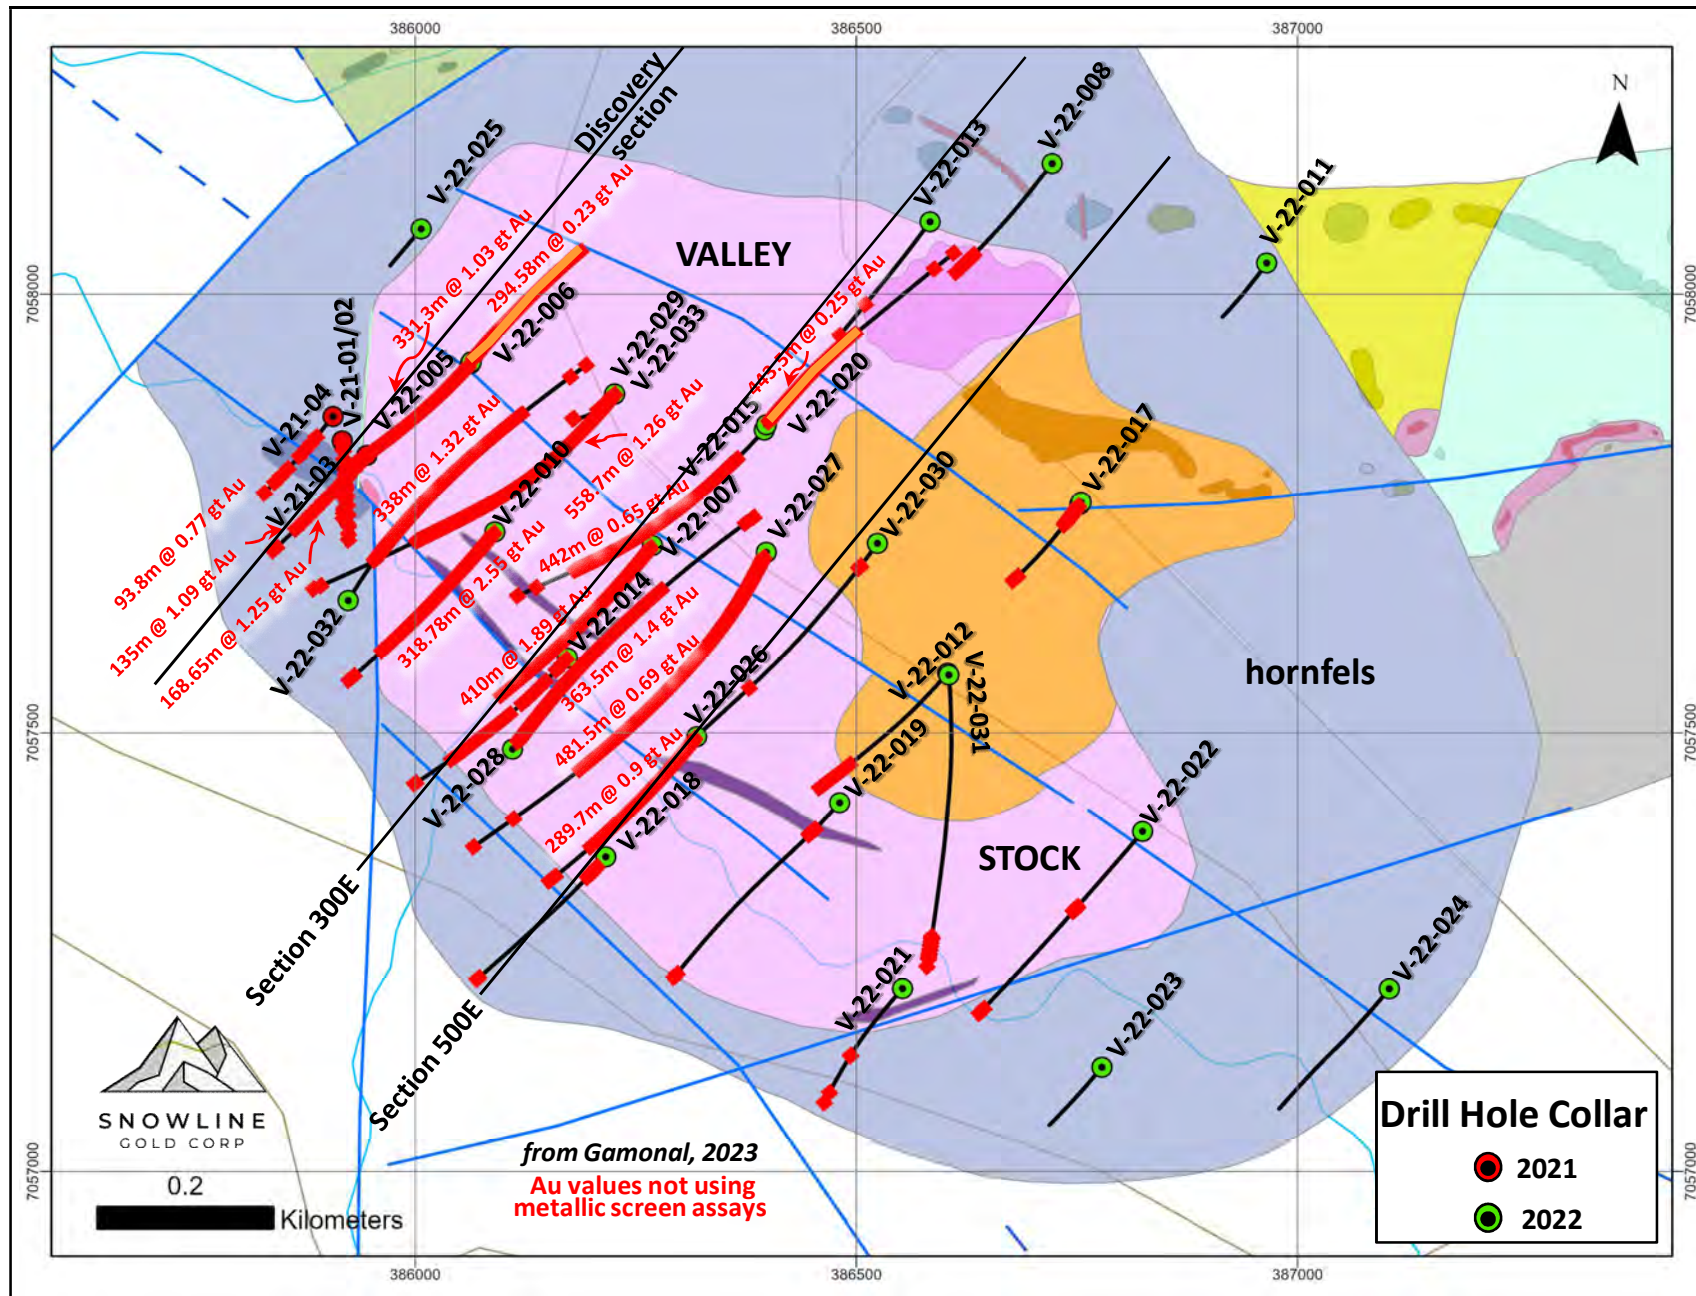 386000
386500
387000
N
V-22-008
V-22-013
V-22-025
Discovery
section
V-22-011
VALLEY
331.3m @ 1.03 gt Au
294.58m @ 0.23 gt Au
7058000
7058000
V-22-006
V-22-029
V-22-033
443.5m @ 0.25 gt Au
V-21-01/02
V-22-005
V-21-04
V-21-03
V-22-020
V-22-015
V-22-017
338m @ 1.32 gt Au
558.7m @ 1.26 gt Au
V-22-010
V-22-027
V-22-030
V-22-007
442m @ 0.65 gt Au
93.8m @ 0.77 gt Au
135m @ 1.09 gt Au
168.65m @ 1.25 gt Au
318.78m @ 2.55 gt Au
V-22-032
V-22-014
410m @ 1.89 gt Au
363.5m @ 1.4 gt Au
481.5m @ 0.69 gt Au
V-22-026
V-22-012
V-22-031
hornfels
7057500
7057500
V-22-028
289.7m @ 0.9 gt Au
V-22-018
V-22-019
V-22-022
STOCK
Section 300E
V-22-021
V-22-024
V-22-023
Section 500E
SNOWLINE
GOLD CORP
0.2
Kilometers
from Gamonal, 2023
Au values not using
metallic screen assays
Drill Hole Collar
2021
2022
7057000
7057000
386000
386500
387000